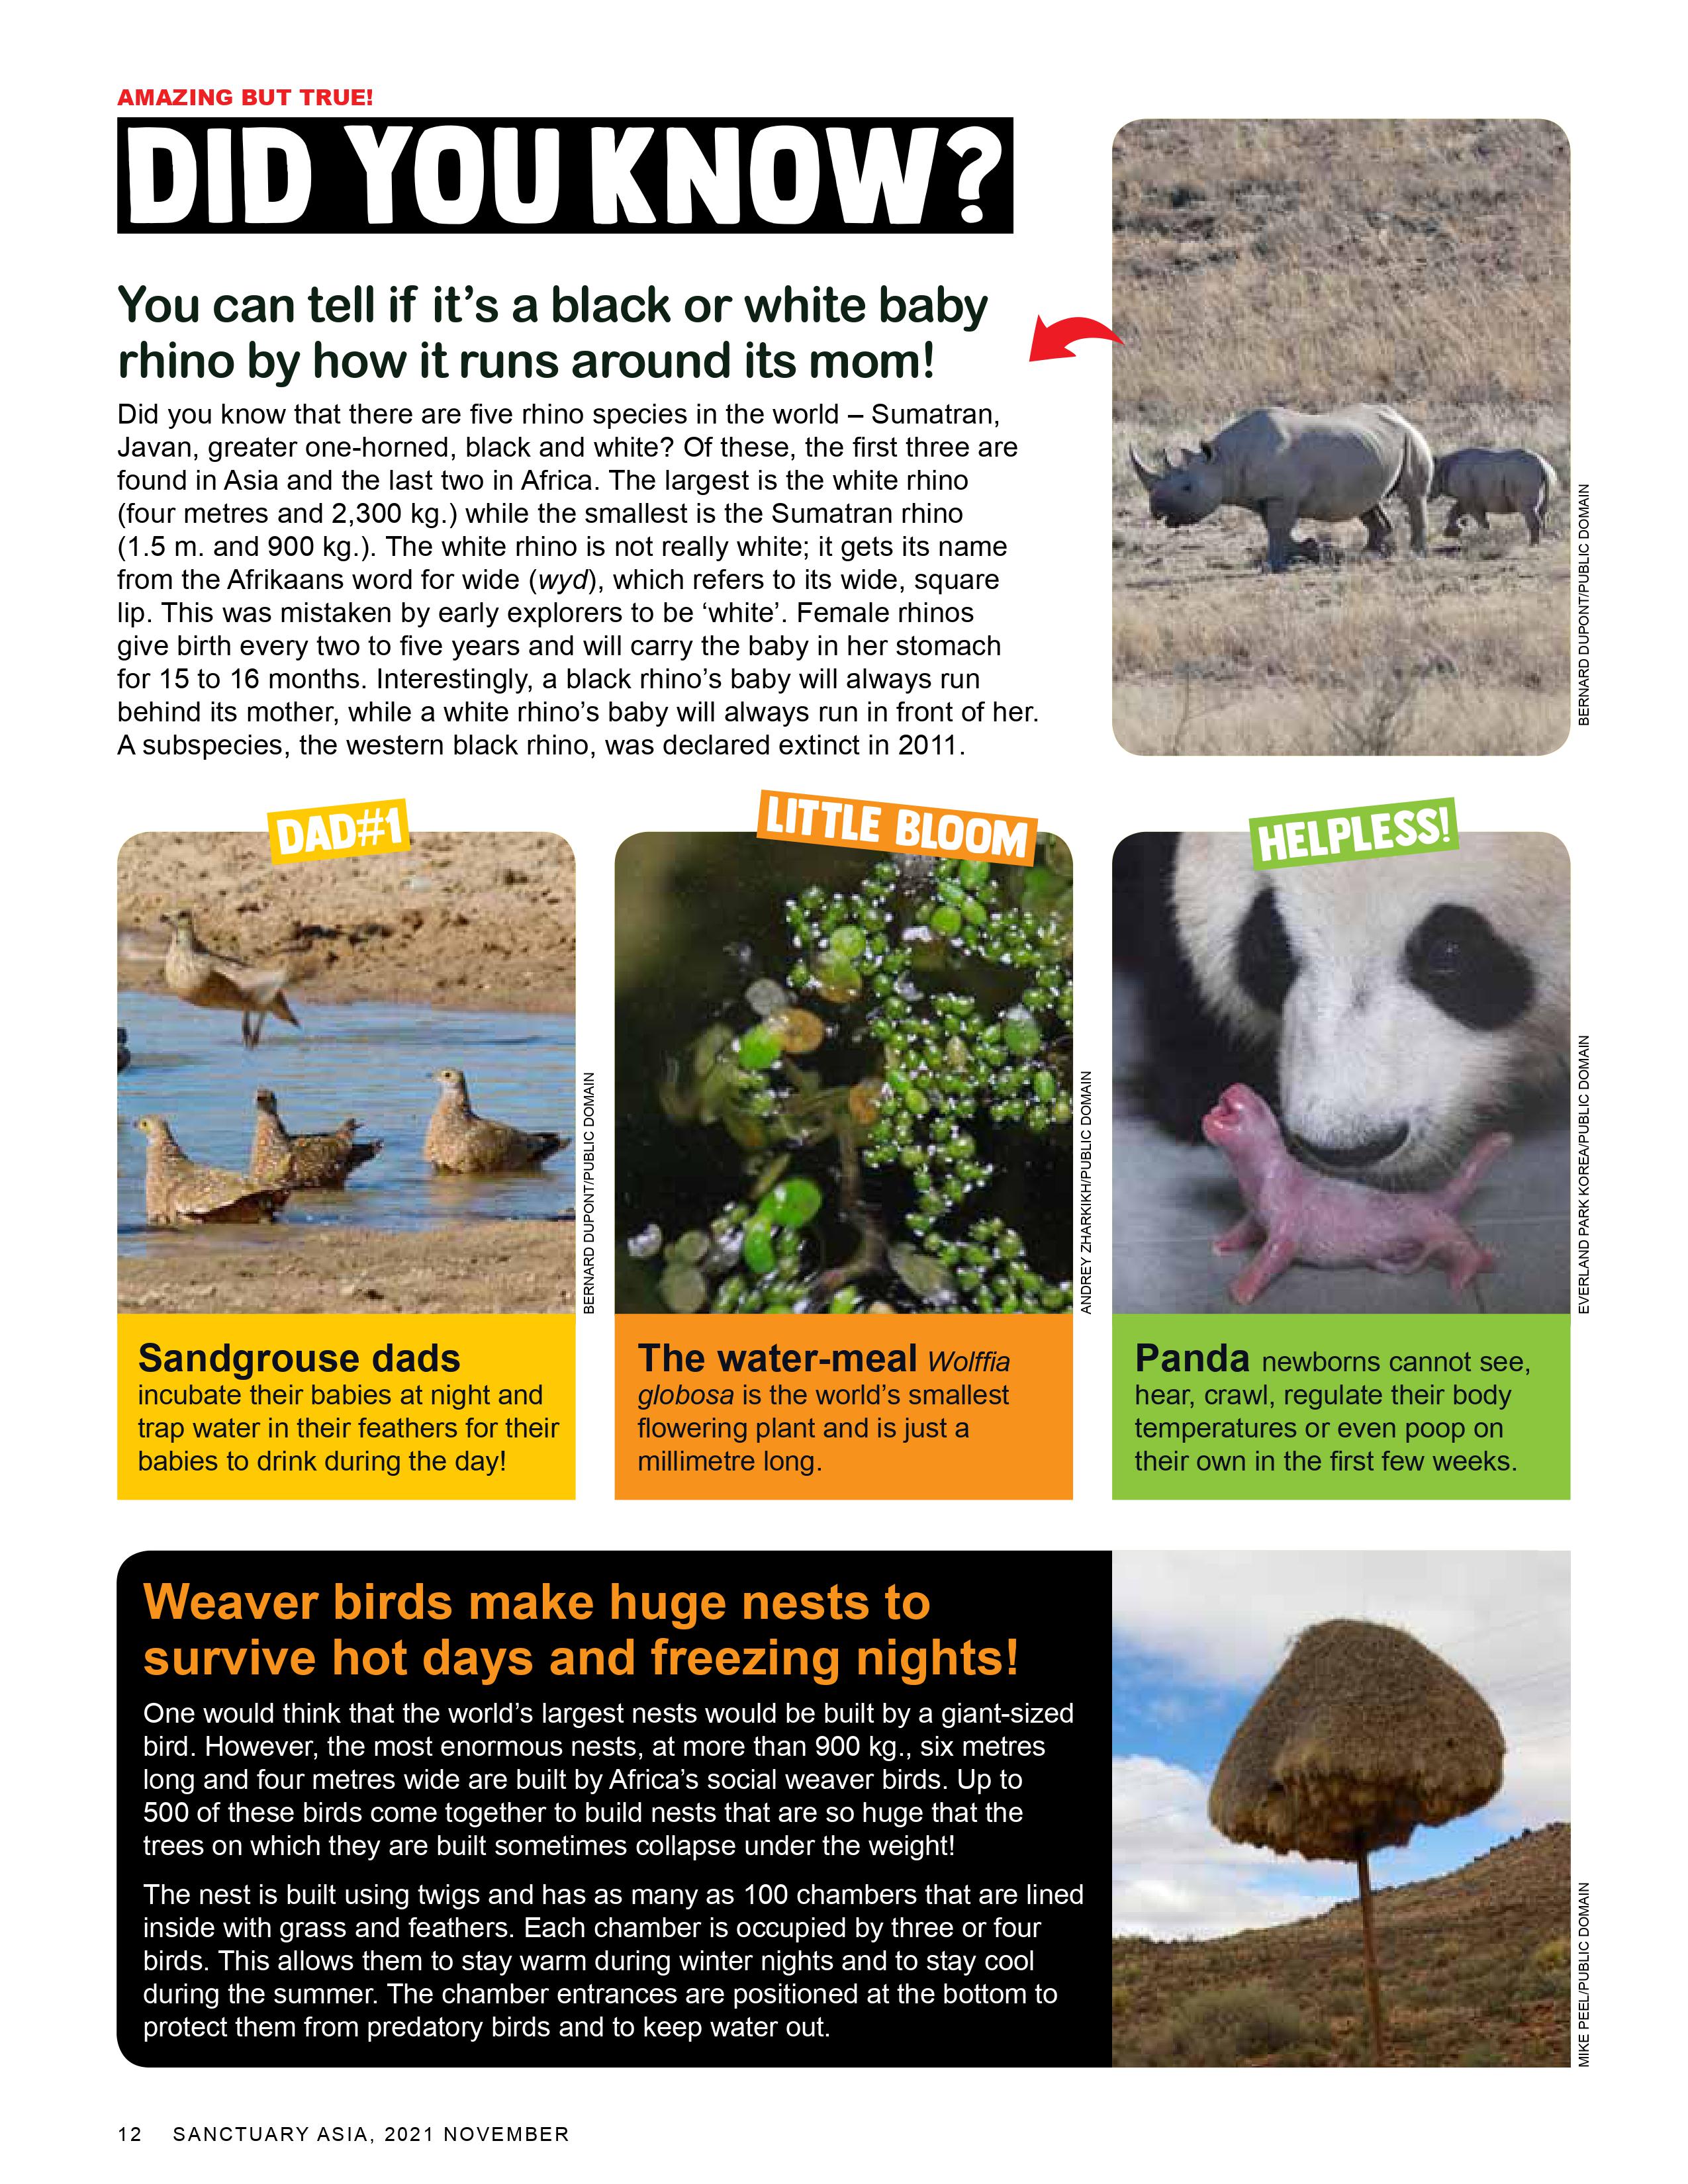 AMAZING BUT TRUE!
DID YOU KNOW?
You can tell if it’s a black or white baby
rhino by how it runs around its mom!
Did you know that there are five rhino species in the world – Sumatran,
Javan, greater one-horned, black and white? Of these, the first three are
found in Asia and the last two in Africa. The largest is the white rhino
(four metres and 2,300 kg.) while the smallest is the Sumatran rhino
(1.5 m. and 900 kg.). The white rhino is not really white; it gets its name
from the Afrikaans word for wide (wyd), which refers to its wide, square
lip. This was mistaken by early explorers to be ‘white’. Female rhinos
give birth every two to five years and will carry the baby in her stomach
for 15 to 16 months. Interestingly, a black rhino’s baby will always run
behind its mother, while a white rhino’s baby will always run in front of her.
A subspecies, the western black rhino, was declared extinct in 2011.
BERNARD DUPONT/PUBLIC DOMAIN
DAD#1
BERNARD DUPONT/PUBLIC DOMAIN
Sandgrouse dads
incubate their babies at night and
trap water in their feathers for their
babies to drink during the day!
LITTLE BLOOM
ANDREY ZHARKIKH/PUBLIC DOMAIN
The water-meal Wolffia
globosa is the world’s smallest
flowering plant and is just a
millimetre long.
HELPLESS!
EVERLAND PARK KOREA/PUBLIC DOMAIN
Panda newborns cannot see,
hear, crawl, regulate their body
temperatures or even poop on
their own in the first few weeks.
Weaver birds make huge nests to
survive hot days and freezing nights!
One would think that the world’s largest nests would be built by a giant-sized
bird. However, the most enormous nests, at more than 900 kg., six metres
long and four metres wide are built by Africa’s social weaver birds. Up to
500 of these birds come together to build nests that are so huge that the
trees on which they are built sometimes collapse under the weight!
The nest is built using twigs and has as many as 100 chambers that are lined
inside with grass and feathers. Each chamber is occupied by three or four
birds. This allows them to stay warm during winter nights and to stay cool
during the summer. The chamber entrances are positioned at the bottom to
protect them from predatory birds and to keep water out.
MIKE PEEL/PUBLIC DOMAIN
12 SANCTUARY ASIA, 2021 NOVEMBER